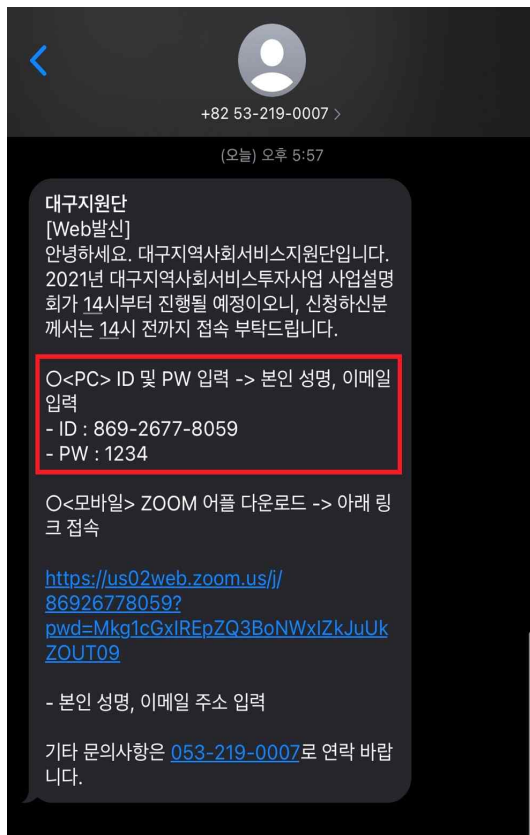 +82 53-219-0007 >
(오늘) 오후 5:57
대구지원단
[Web발신]
안녕하세요. 대구지역사회서비스지원단입니다.
2021년 대구지역사회서비스투자사업 사업설명
회가 14시부터 진행될 예정이오니, 신청하신분
께서는 14시 전까지 접속 부탁드립니다.
○<PC> ID 및 PW 입력 -> 본인 성명, 이메일
입력
- ID : 869-2677-8059
- PW : 1234
○<모바일> ZOOM 어플 다운로드 -> 아래 링
크 접속
https://us02web.zoom.us/j/
86926778059?
pwd=Mkg1cGxIREpZQ3BoNWxIZkJuUk
ZOUT09
- 본인 성명, 이메일 주소 입력
기타 문의사항은 053-219-0007로 연락 바랍
니다.